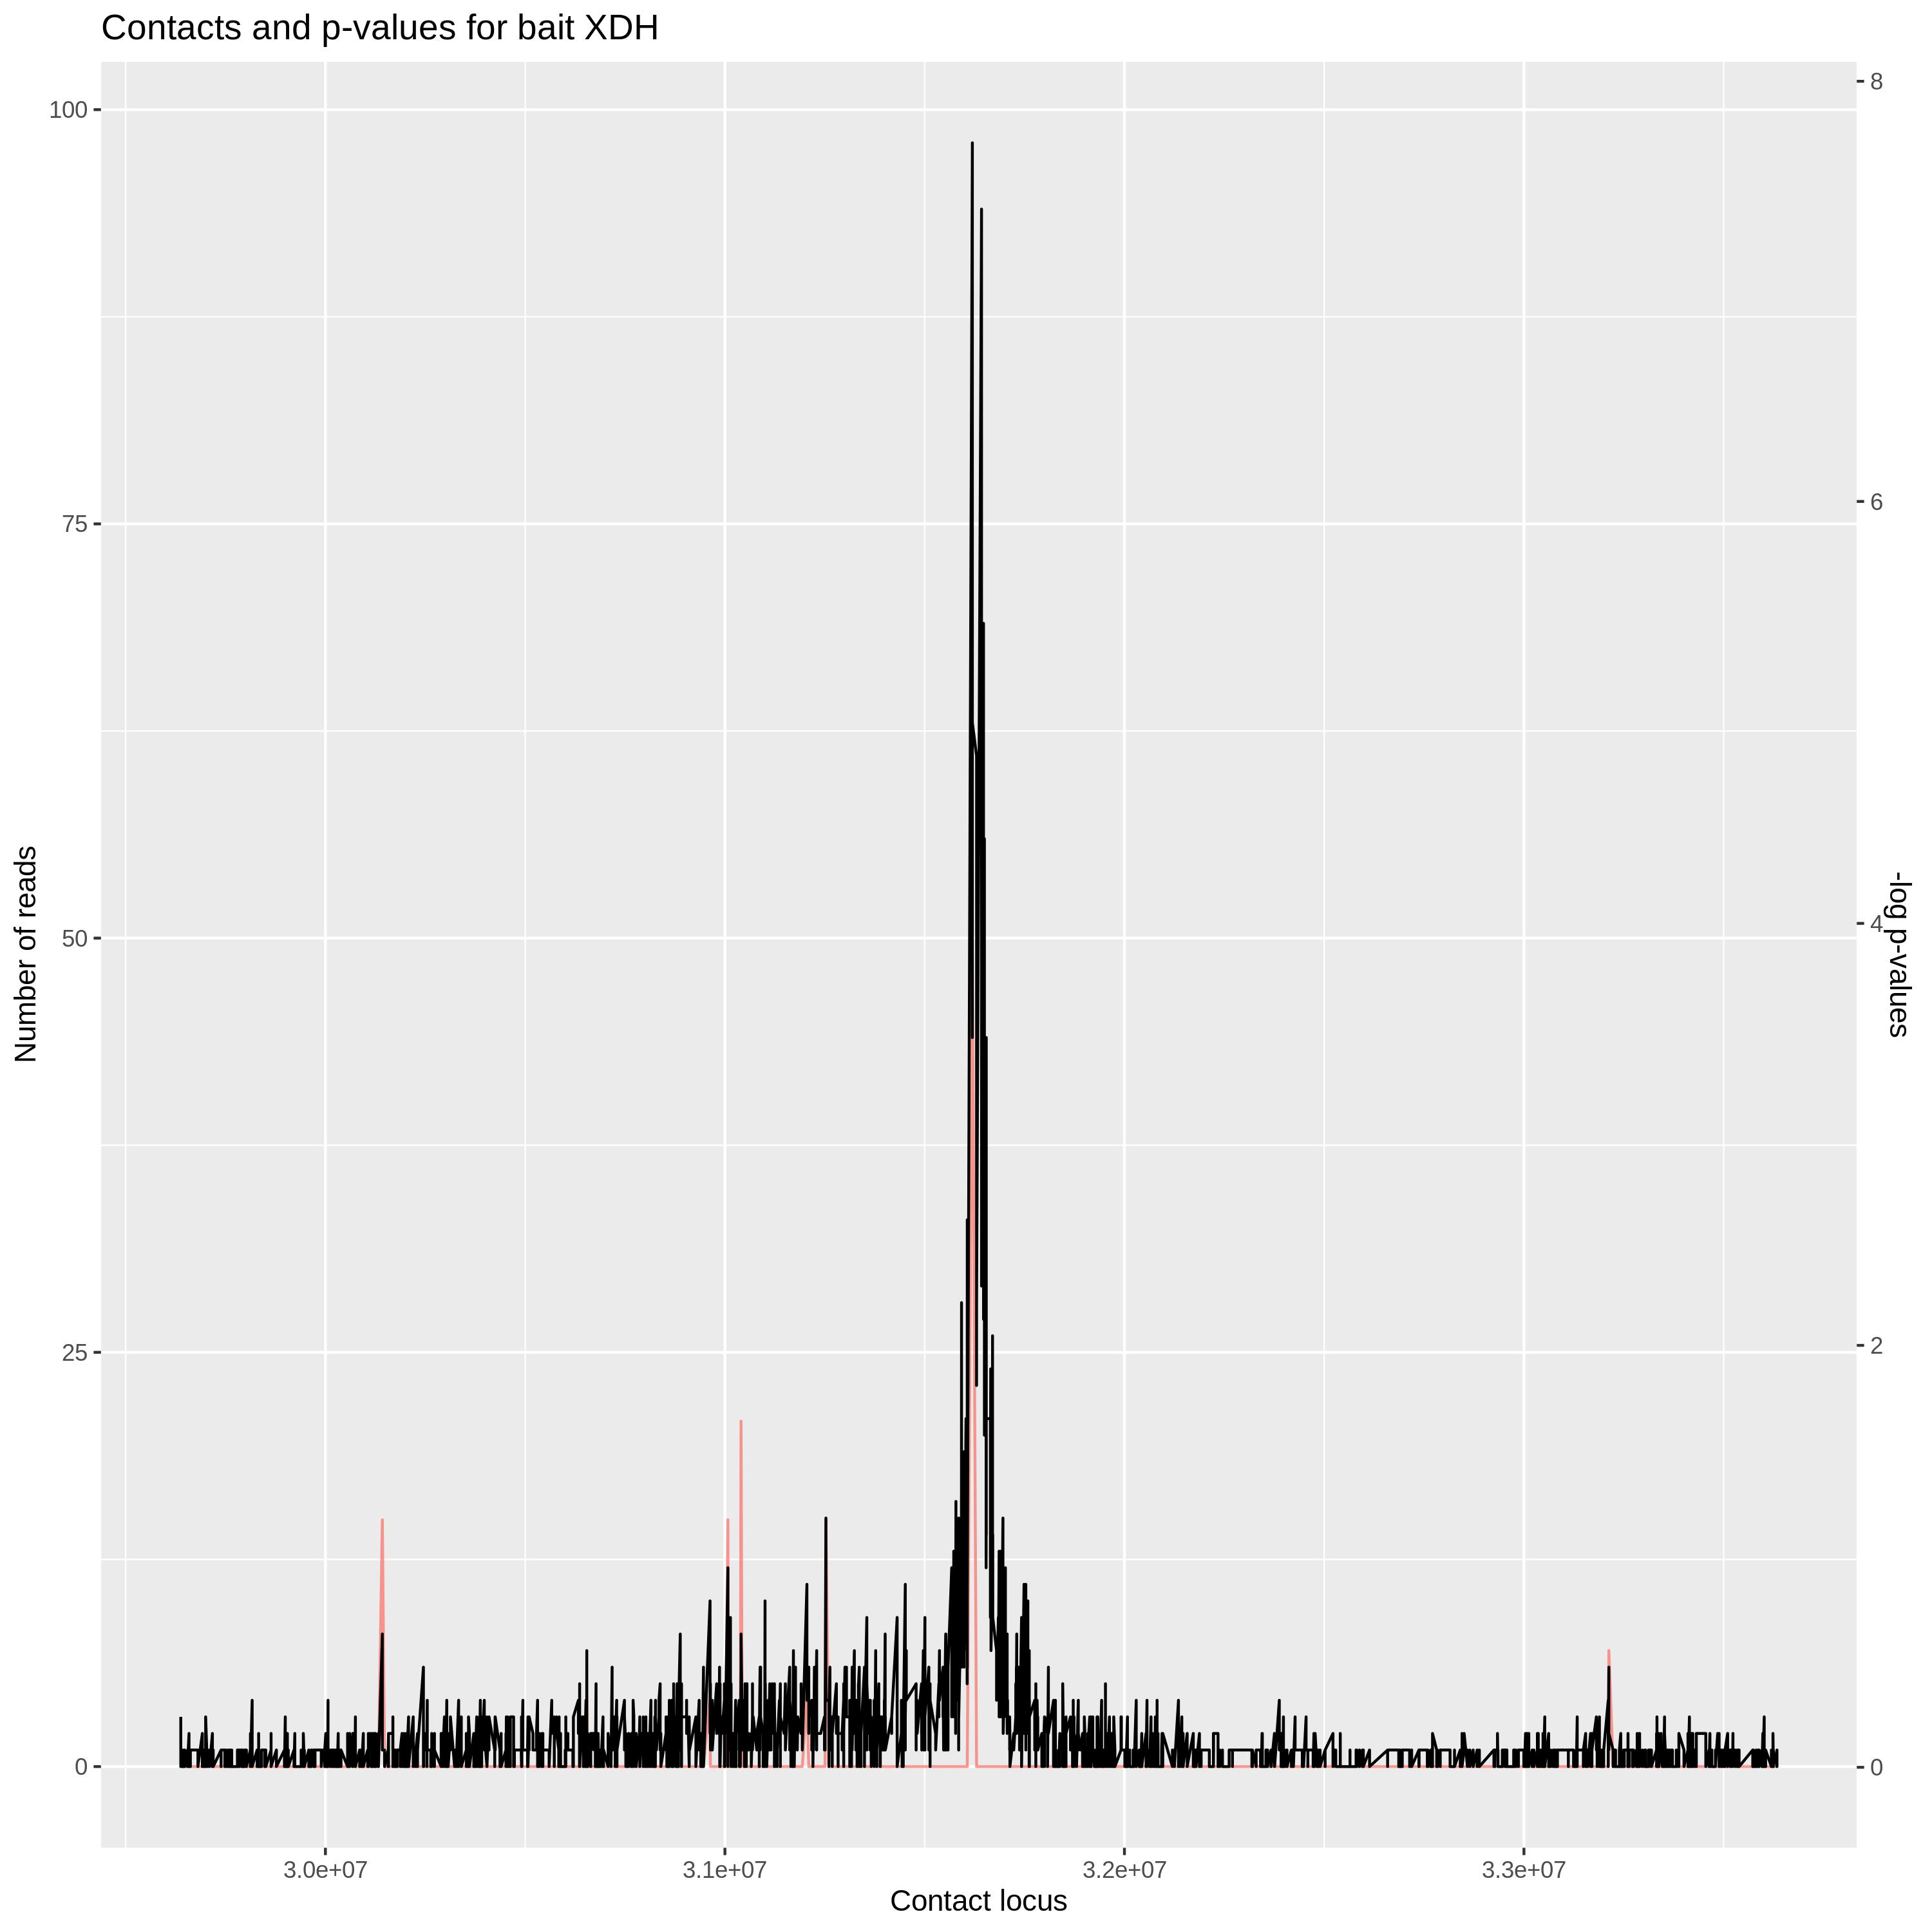 Contacts and p-values for bait XDH
100
75
50
25
0
8
6
4
2
0
Number of reads
-log p-values
3.0e+07
3.1e+07
3.2e+07
3.3e+07
Contact locus